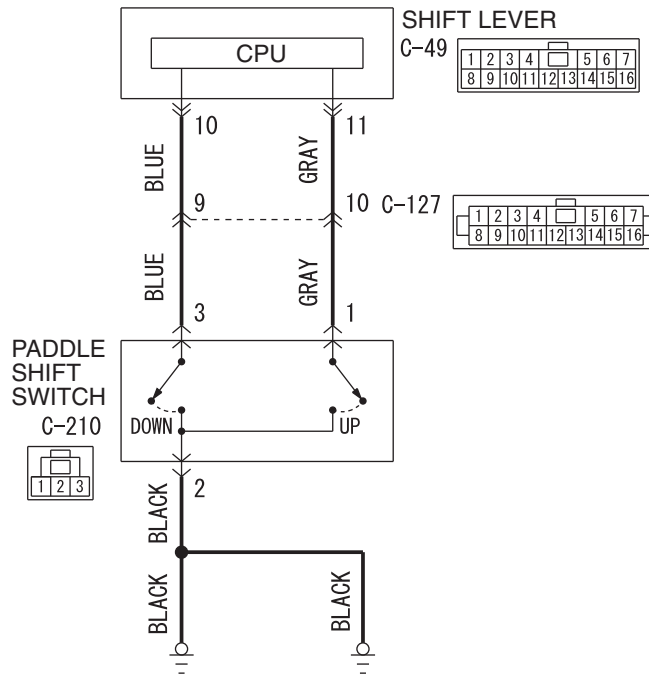 SHIFT LEVER
CPU
C-49
1 2 3 4 5 6 7
8 9 10 11 12 13 14 15 16
10 11
BLUE GRAY
9 10 C-127
1 2 3 4 5 6 7
8 9 10 11 12 13 14 15 16
BLUE GRAY
3 1
PADDLE
SHIFT
SWITCH
C-210
DOWN UP
1 2 3
2
BLACK
BLACK BLACK